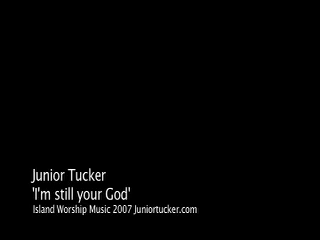 Junior Tucker
'I'm still your God'
Island Worship Music 2007 Juniortucker.com